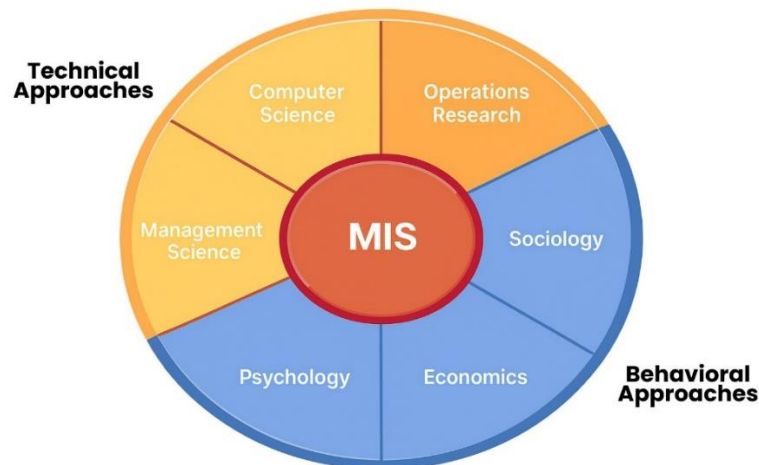 Technical
Approaches
Computer
Science
Operations
Research
Management
Science
MIS
Sociology
Psychology
Economics
Behavioral
Approaches